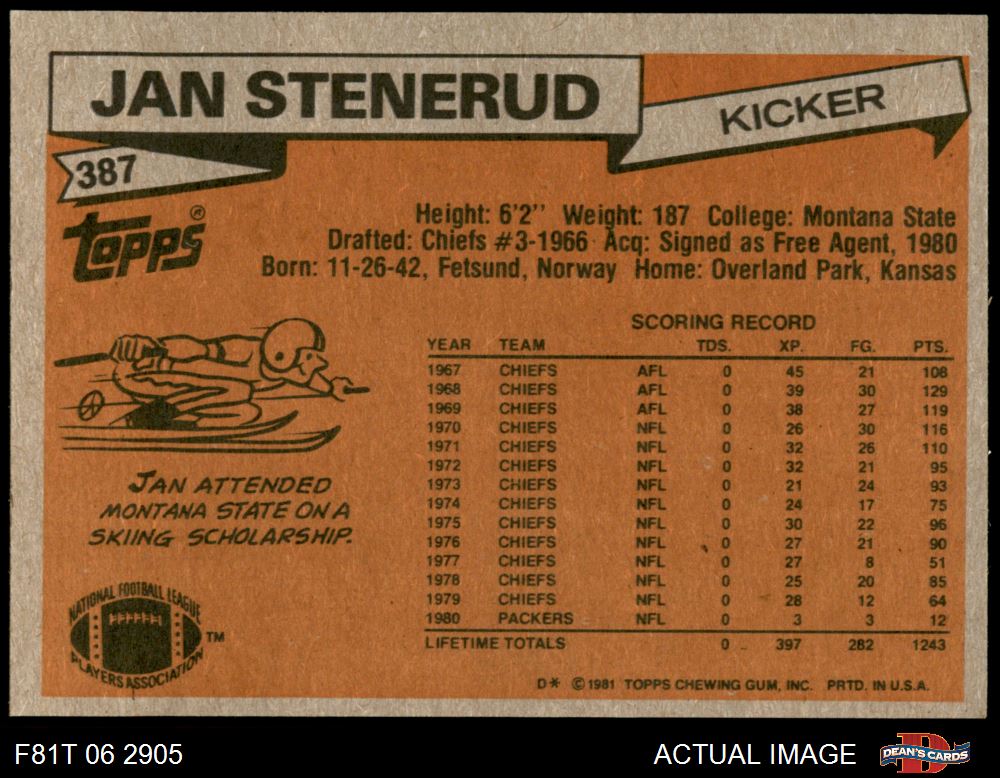 JAN STENERUD
KICKER
387
Topps®
Height: 6'2'' Weight: 187 College: Montana State
Drafted: Chiefs #3-1966 Acq: Signed as Free Agent, 1980
Born: 11-26-42, Fetsund, Norway Home: Overland Park, Kansas
SCORING RECORD
YEAR TEAM TDS. XP. FG. PTS.
1967 CHIEFS AFL 0 45 21 108
1968 CHIEFS AFL 0 39 30 129
1969 CHIEFS AFL 0 38 27 119
1970 CHIEFS NFL 0 26 30 116
1971 CHIEFS NFL 0 32 26 110
1972 CHIEFS NFL 0 32 21 95
1973 CHIEFS NFL 0 21 24 93
1974 CHIEFS NFL 0 24 17 75
1975 CHIEFS NFL 0 30 22 96
1976 CHIEFS NFL 0 27 21 90
1977 CHIEFS NFL 0 27 8 51
1978 CHIEFS NFL 0 25 20 85
1979 CHIEFS NFL 0 28 12 64
1980 PACKERS NFL 0 3 3 12
LIFETIME TOTALS 0 397 282 1243
JAN ATTENDED
MONTANA STATE ON A
SKIING SCHOLARSHIP.
NATIONAL FOOTBALL LEAGUE
PLAYERS ASSOCIATION
TM
D* © 1981 TOPPS CHEWING GUM, INC. PRTD. IN U.S.A.
F81T 06 2905
ACTUAL IMAGE
D
DEAN'S CARDS